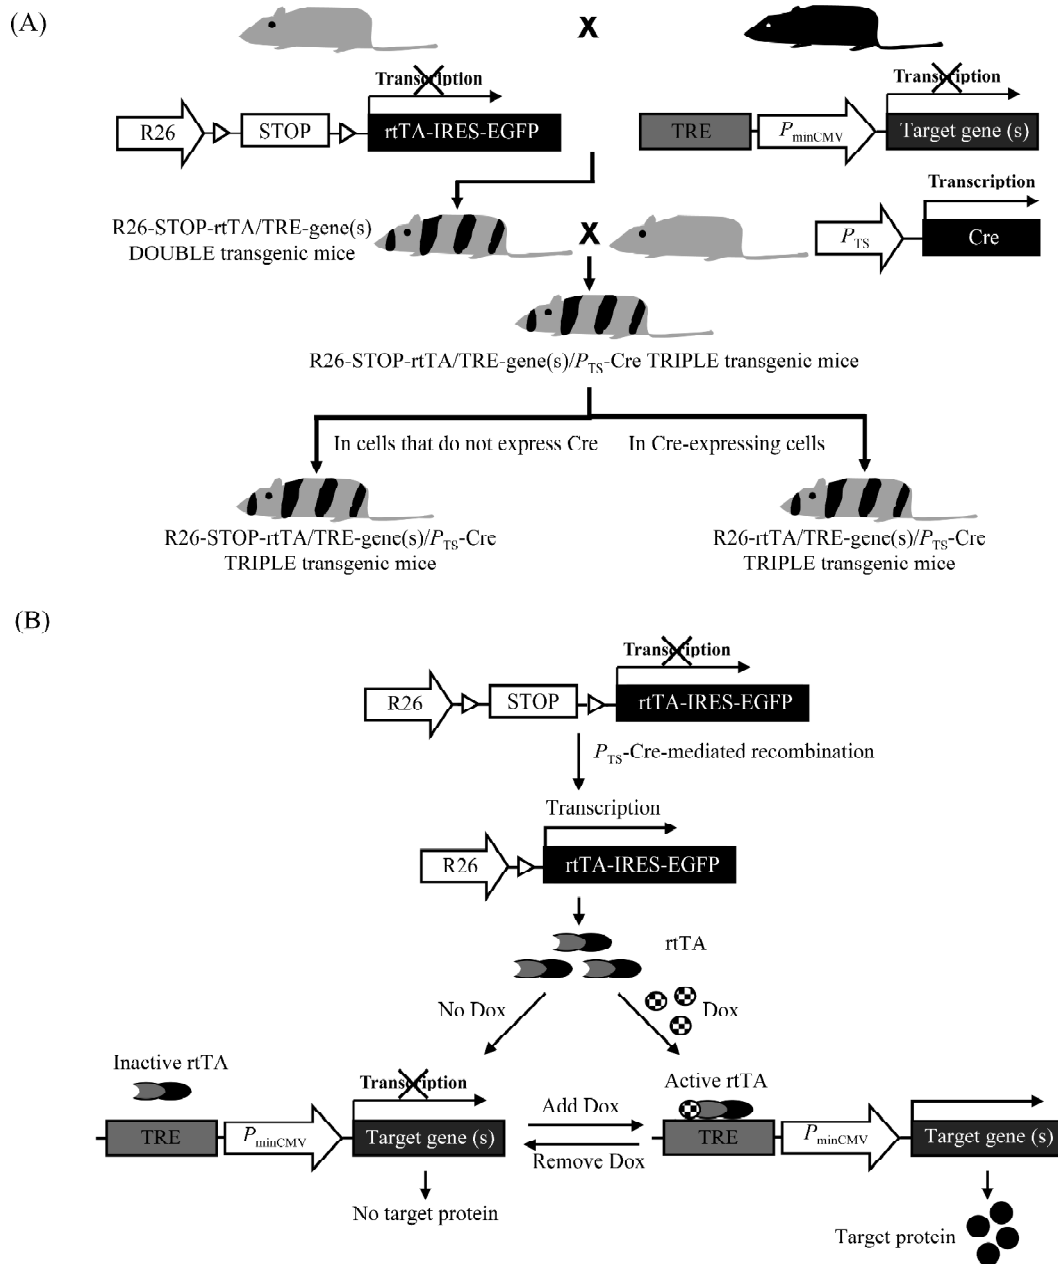 (A)
X
Transcription
Transcription
R26
STOP
rtTA-IRES-EGFP
TRE
PminCMV
Target gene (s)
Transcription
R26-STOP-rtTA/TRE-gene(s)
DOUBLE transgenic mice
X
PTS
Cre
R26-STOP-rtTA/TRE-gene(s)/PTS-Cre TRIPLE transgenic mice
In cells that do not express Cre
In Cre-expressing cells
R26-STOP-rtTA/TRE-gene(s)/PTS-Cre
TRIPLE transgenic mice
R26-rtTA/TRE-gene(s)/PTS-Cre
TRIPLE transgenic mice
(B)
Transcription
R26
STOP
rtTA-IRES-EGFP
PTS-Cre-mediated recombination
Transcription
R26
rtTA-IRES-EGFP
rtTA
No Dox
Dox
Inactive rtTA
Transcription
Active rtTA
TRE
PminCMV
Target gene (s)
Add Dox
Remove Dox
TRE
PminCMV
Target gene (s)
No target protein
Target protein